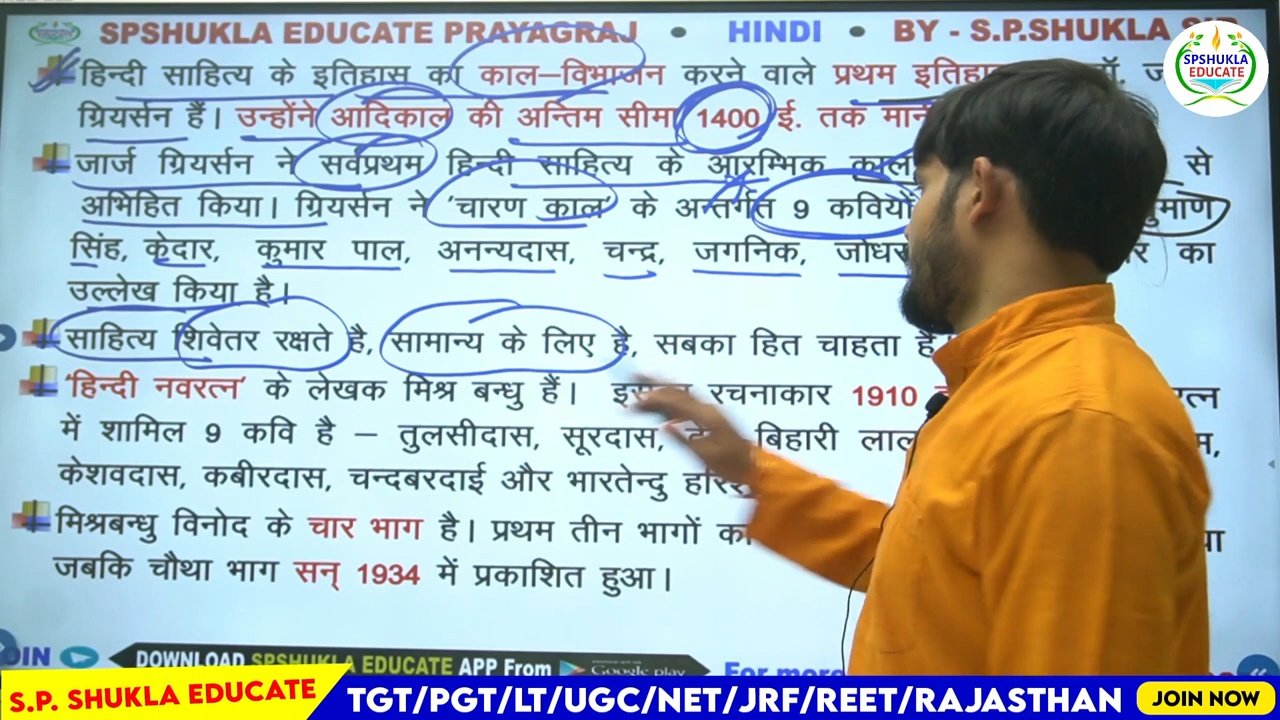 SPSHUKLA EDUCATE PRAYAGRAJ • HINDI • BY - S.P.SHUKLA
SPSHUKLA
EDUCATE
हिन्दी साहित्य के इतिहास का काल–विभाजन करने वाले प्रथम
ग्रियर्सन हैं। उन्होंने आदिकाल की अन्तिम सीमा 1400 ई. तक
जार्ज ग्रियर्सन ने सर्वप्रथम हिन्दी साहित्य के आरम्भिक काल से
अभिहित किया। ग्रियर्सन ने 'चारण काल' के अन्तर्गत 9 कवियों
सिंह, केदार, कुमार पाल, अनन्यदास, चन्द्र, जगनिक, का
उल्लेख किया है।
साहित्य शिवेतर रक्षते है, सामान्य के लिए है, सबका हित चाहता है
'हिन्दी नवरत्न' के लेखक मिश्र बन्धु हैं। रचनाकार 1910
में शामिल 9 कवि है – तुलसीदास, सूरदास, बिहारी
केशवदास, कबीरदास, चन्दबरदाई और भारतेन्दु
मिश्रबन्धु विनोद के चार भाग है। प्रथम तीन भागों
जबकि चौथा भाग सन् 1934 में प्रकाशित हुआ।
DOWNLOAD SPSHUKLA EDUCATE APP From Google play For more
S.P. SHUKLA EDUCATE TGT/PGT/LT/UGC/NET/JRF/REET/RAJASTHAN JOIN NOW